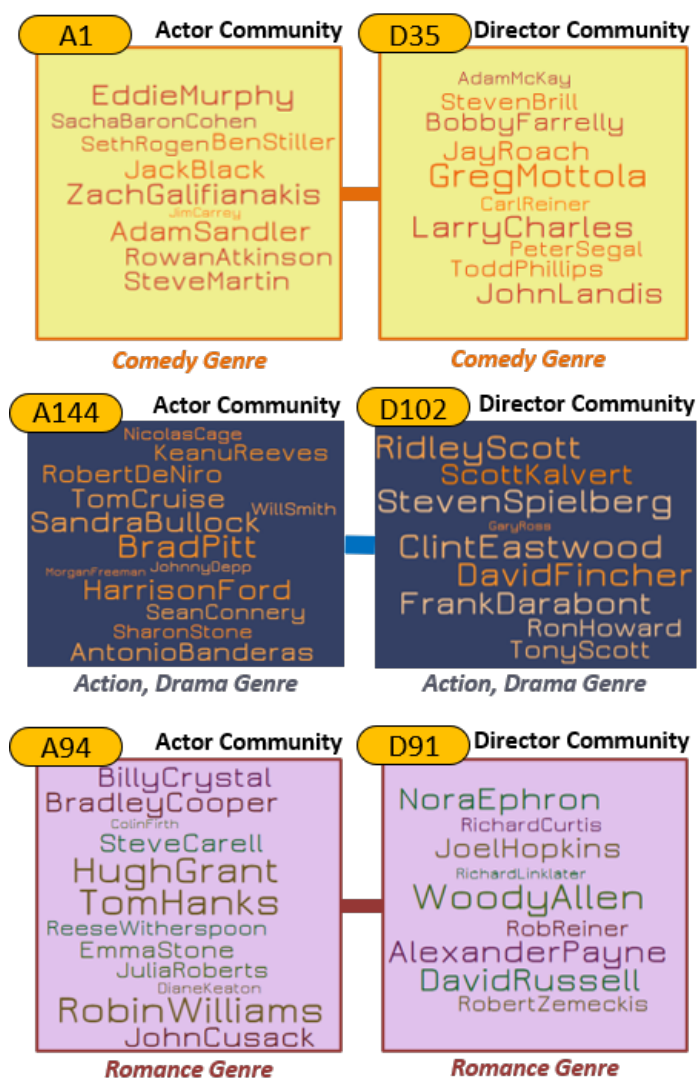 A1 Actor Community
D35 Director Community
EddieMurphy
SachaBaronCohen
SethRogen BenStiller
JackBlack
ZachGalifianakis
JimCarrey
AdamSandler
RowanAtkinson
SteveMartin
AdamMcKay
StevenBrill
BobbyFarrelly
JayRoach
GregMottola
CarlReiner
LarryCharles
PeterSegal
ToddPhillips
JohnLandis
Comedy Genre
Comedy Genre
A144 Actor Community
D102 Director Community
NicolasCage
KeanuReeves
RobertDeNiro
TomCruise
WillSmith
SandraBullock
BradPitt
MorganFreeman JohnnyDepp
HarrisonFord
SeanConnery
SharonStone
AntonioBanderas
RidleyScott
ScottKalvert
StevenSpielberg
GaryRoss
ClintEastwood
DavidFincher
FrankDarabont
RonHoward
TonyScott
Action, Drama Genre
Action, Drama Genre
A94 Actor Community
D91 Director Community
BillyCrystal
BradleyCooper
ColinFirth
SteveCarell
HughGrant
TomHanks
ReeseWitherspoon
EmmaStone
JuliaRoberts
DianeKeaton
RobinWilliams
JohnCusack
NoraEphron
RichardCurtis
JoelHopkins
RichardLinklater
WoodyAllen
RobReiner
AlexanderPayne
DavidRussell
RobertZemeckis
Romance Genre
Romance Genre